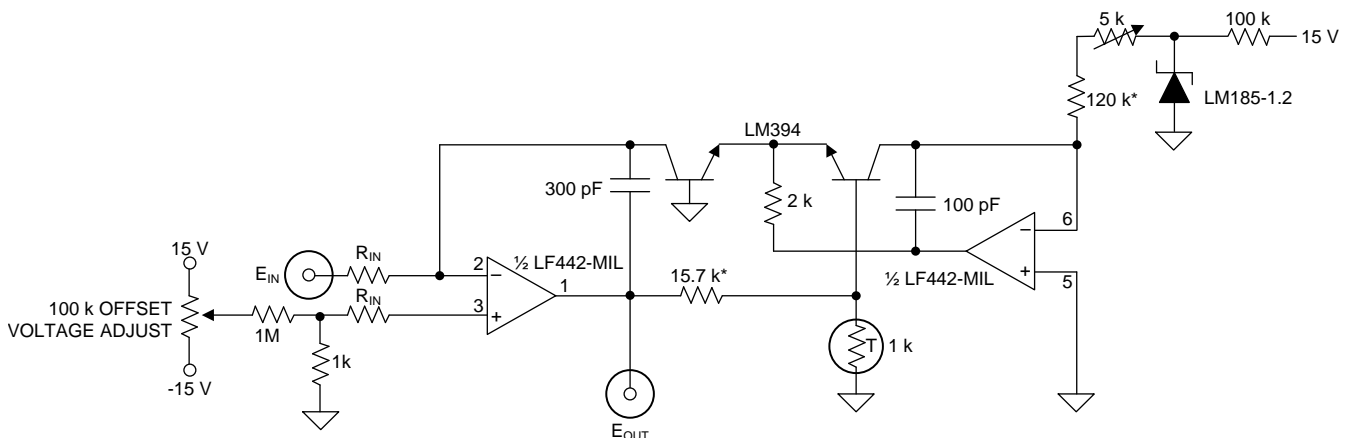 5 k
100 k
15 V
120 k*
LM185-1.2
LM394
300 pF
2 k
100 pF
6
15 V
E_IN
R_IN
2
½ LF442-MIL
1
15.7 k*
½ LF442-MIL
5
100 k OFFSET
VOLTAGE ADJUST
1M
R_IN
3
T
1 k
1k
-15 V
E_OUT